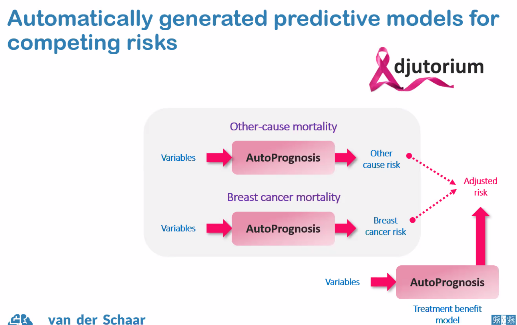 Automatically generated predictive models for
competing risks
Adjutorium
Other-cause mortality
Variables
AutoPrognosis
Other
cause risk
Adjusted
risk
Breast cancer mortality
Variables
AutoPrognosis
Breast
cancer risk
Variables
AutoPrognosis
Treatment benefit
model
van der Schaar